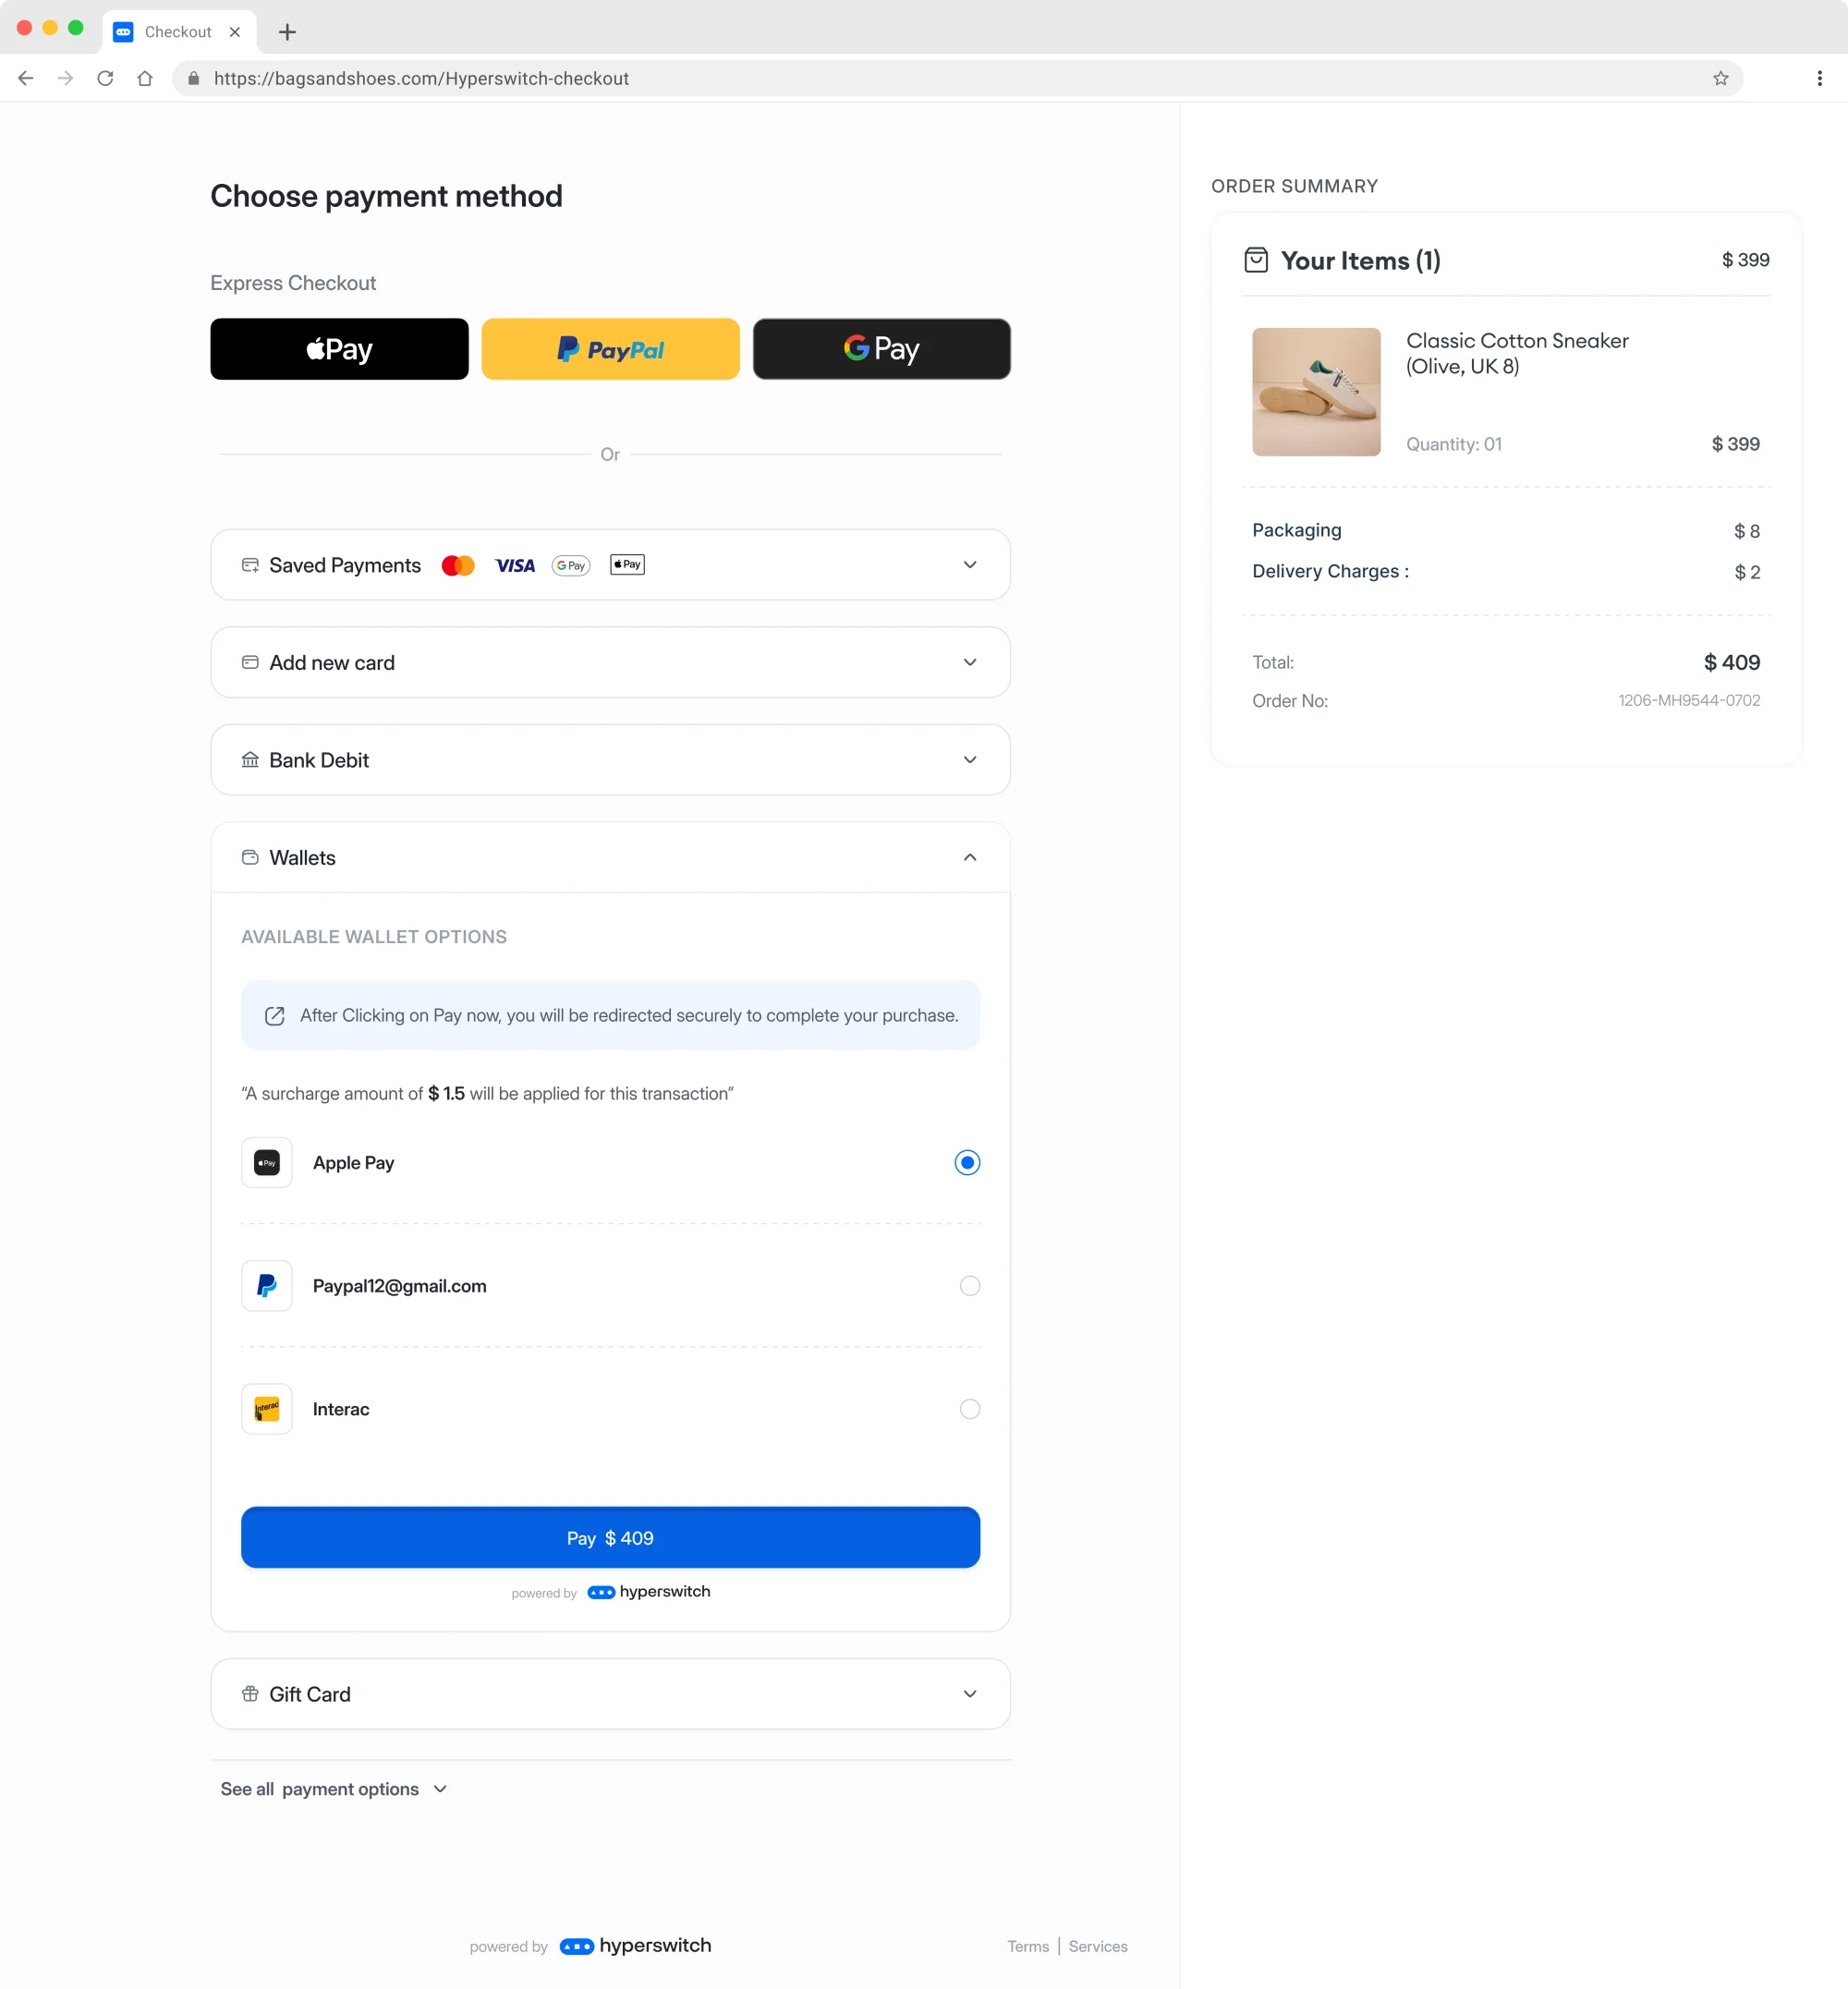 Checkout
https://bagsandshoes.com/Hyperswitch-checkout
Choose payment method
Express Checkout
Pay
PayPal
G Pay
Or
Saved Payments VISA G Pay Pay
Add new card
Bank Debit
Wallets
AVAILABLE WALLET OPTIONS
After Clicking on Pay now, you will be redirected securely to complete your purchase.
“A surcharge amount of $ 1.5 will be applied for this transaction”
Pay Apple Pay
Paypal12@gmail.com
Interac Interac
Pay $ 409
powered by hyperswitch
Gift Card
See all payment options
powered by hyperswitch
Terms | Services
ORDER SUMMARY
Your Items (1) $ 399
Classic Cotton Sneaker
(Olive, UK 8)
Quantity: 01 $ 399
Packaging $ 8
Delivery Charges : $ 2
Total: $ 409
Order No: 1206-MH9544-0702